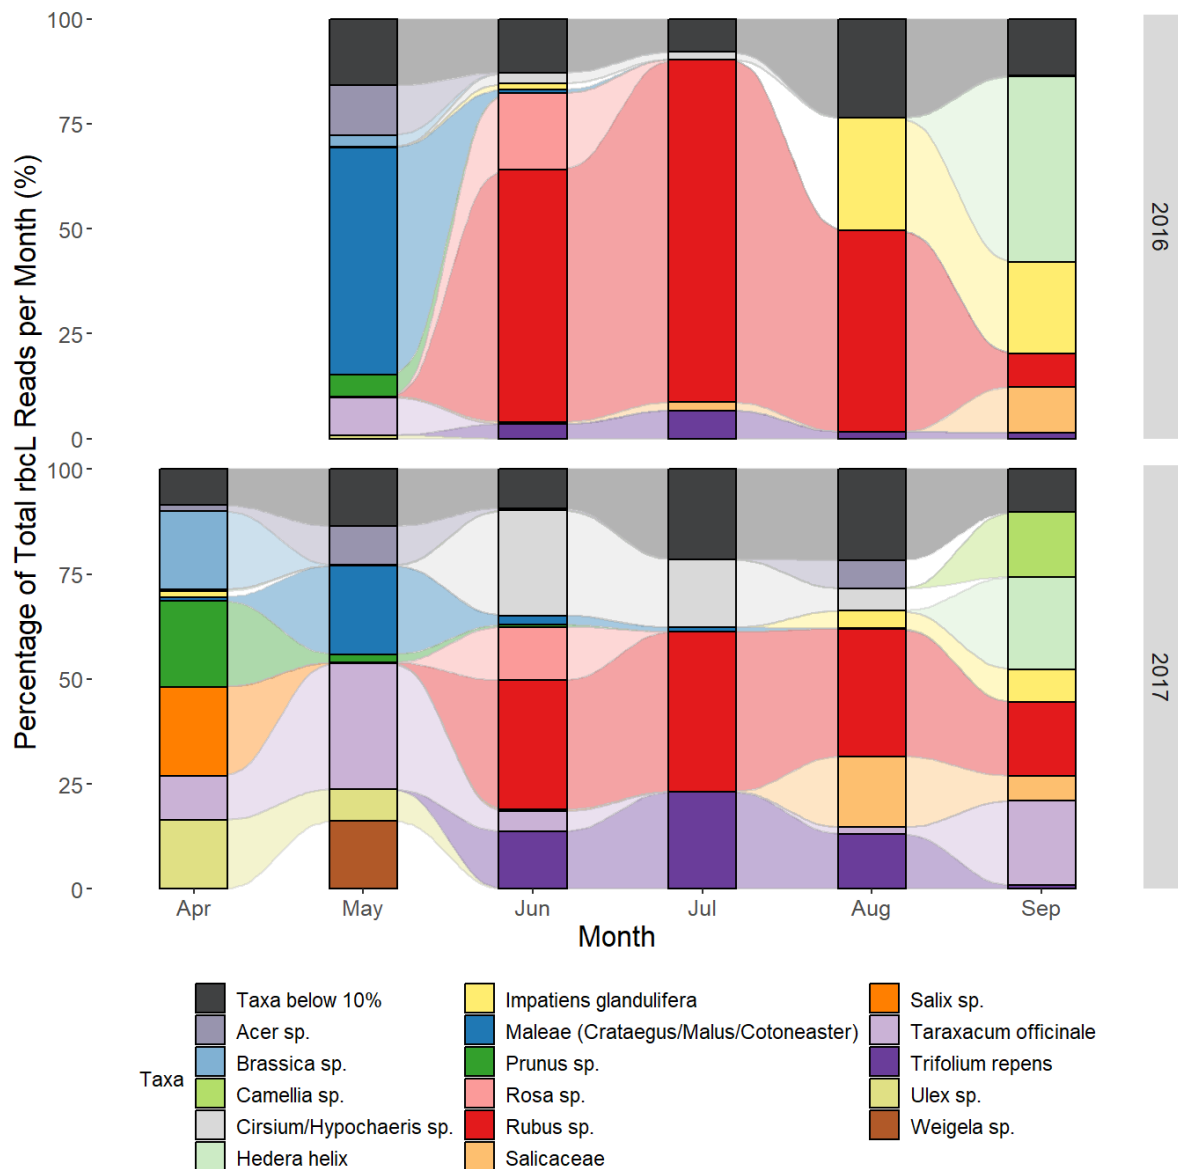 Percentage of Total rbcL Reads per Month (%)
100
75
50
25
0
2016
100
75
50
25
0
2017
Apr May Jun Jul Aug Sep
Month
Taxa
Taxa below 10%
Acer sp.
Brassica sp.
Camellia sp.
Cirsium/Hypochaeris sp.
Hedera helix
Impatiens glandulifera
Maleae (Crataegus/Malus/Cotoneaster)
Prunus sp.
Rosa sp.
Rubus sp.
Salicaceae
Salix sp.
Taraxacum officinale
Trifolium repens
Ulex sp.
Weigela sp.